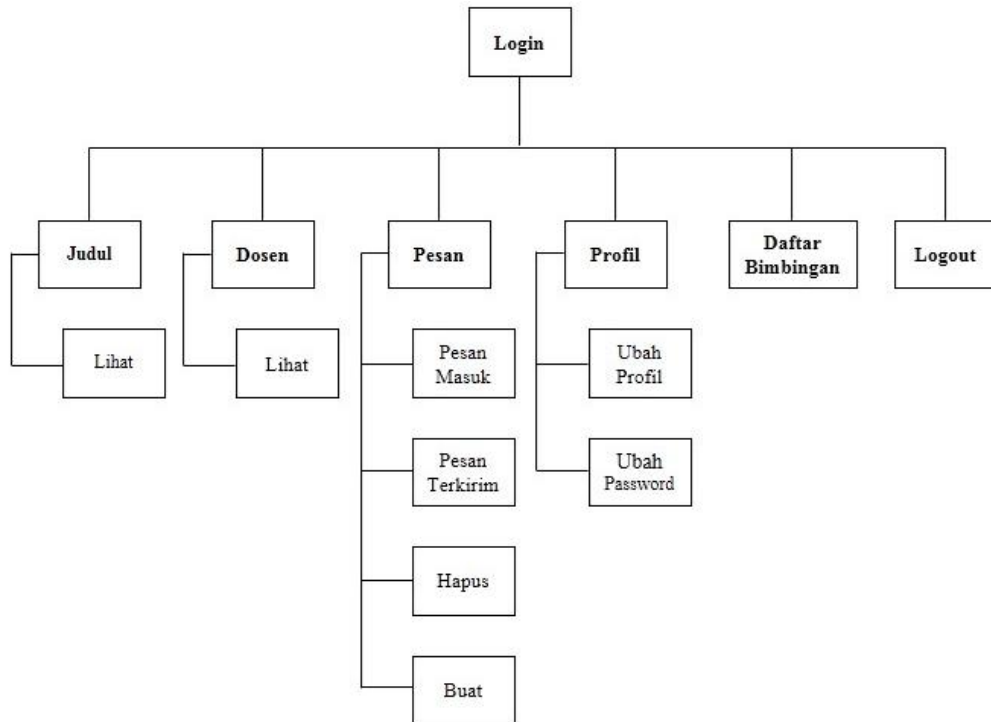 Login
Judul
Dosen
Pesan
Profil
Daftar
Bimbingan
Logout
Lihat
Lihat
Pesan
Masuk
Ubah
Profil
Pesan
Terkirim
Ubah
Password
Hapus
Buat